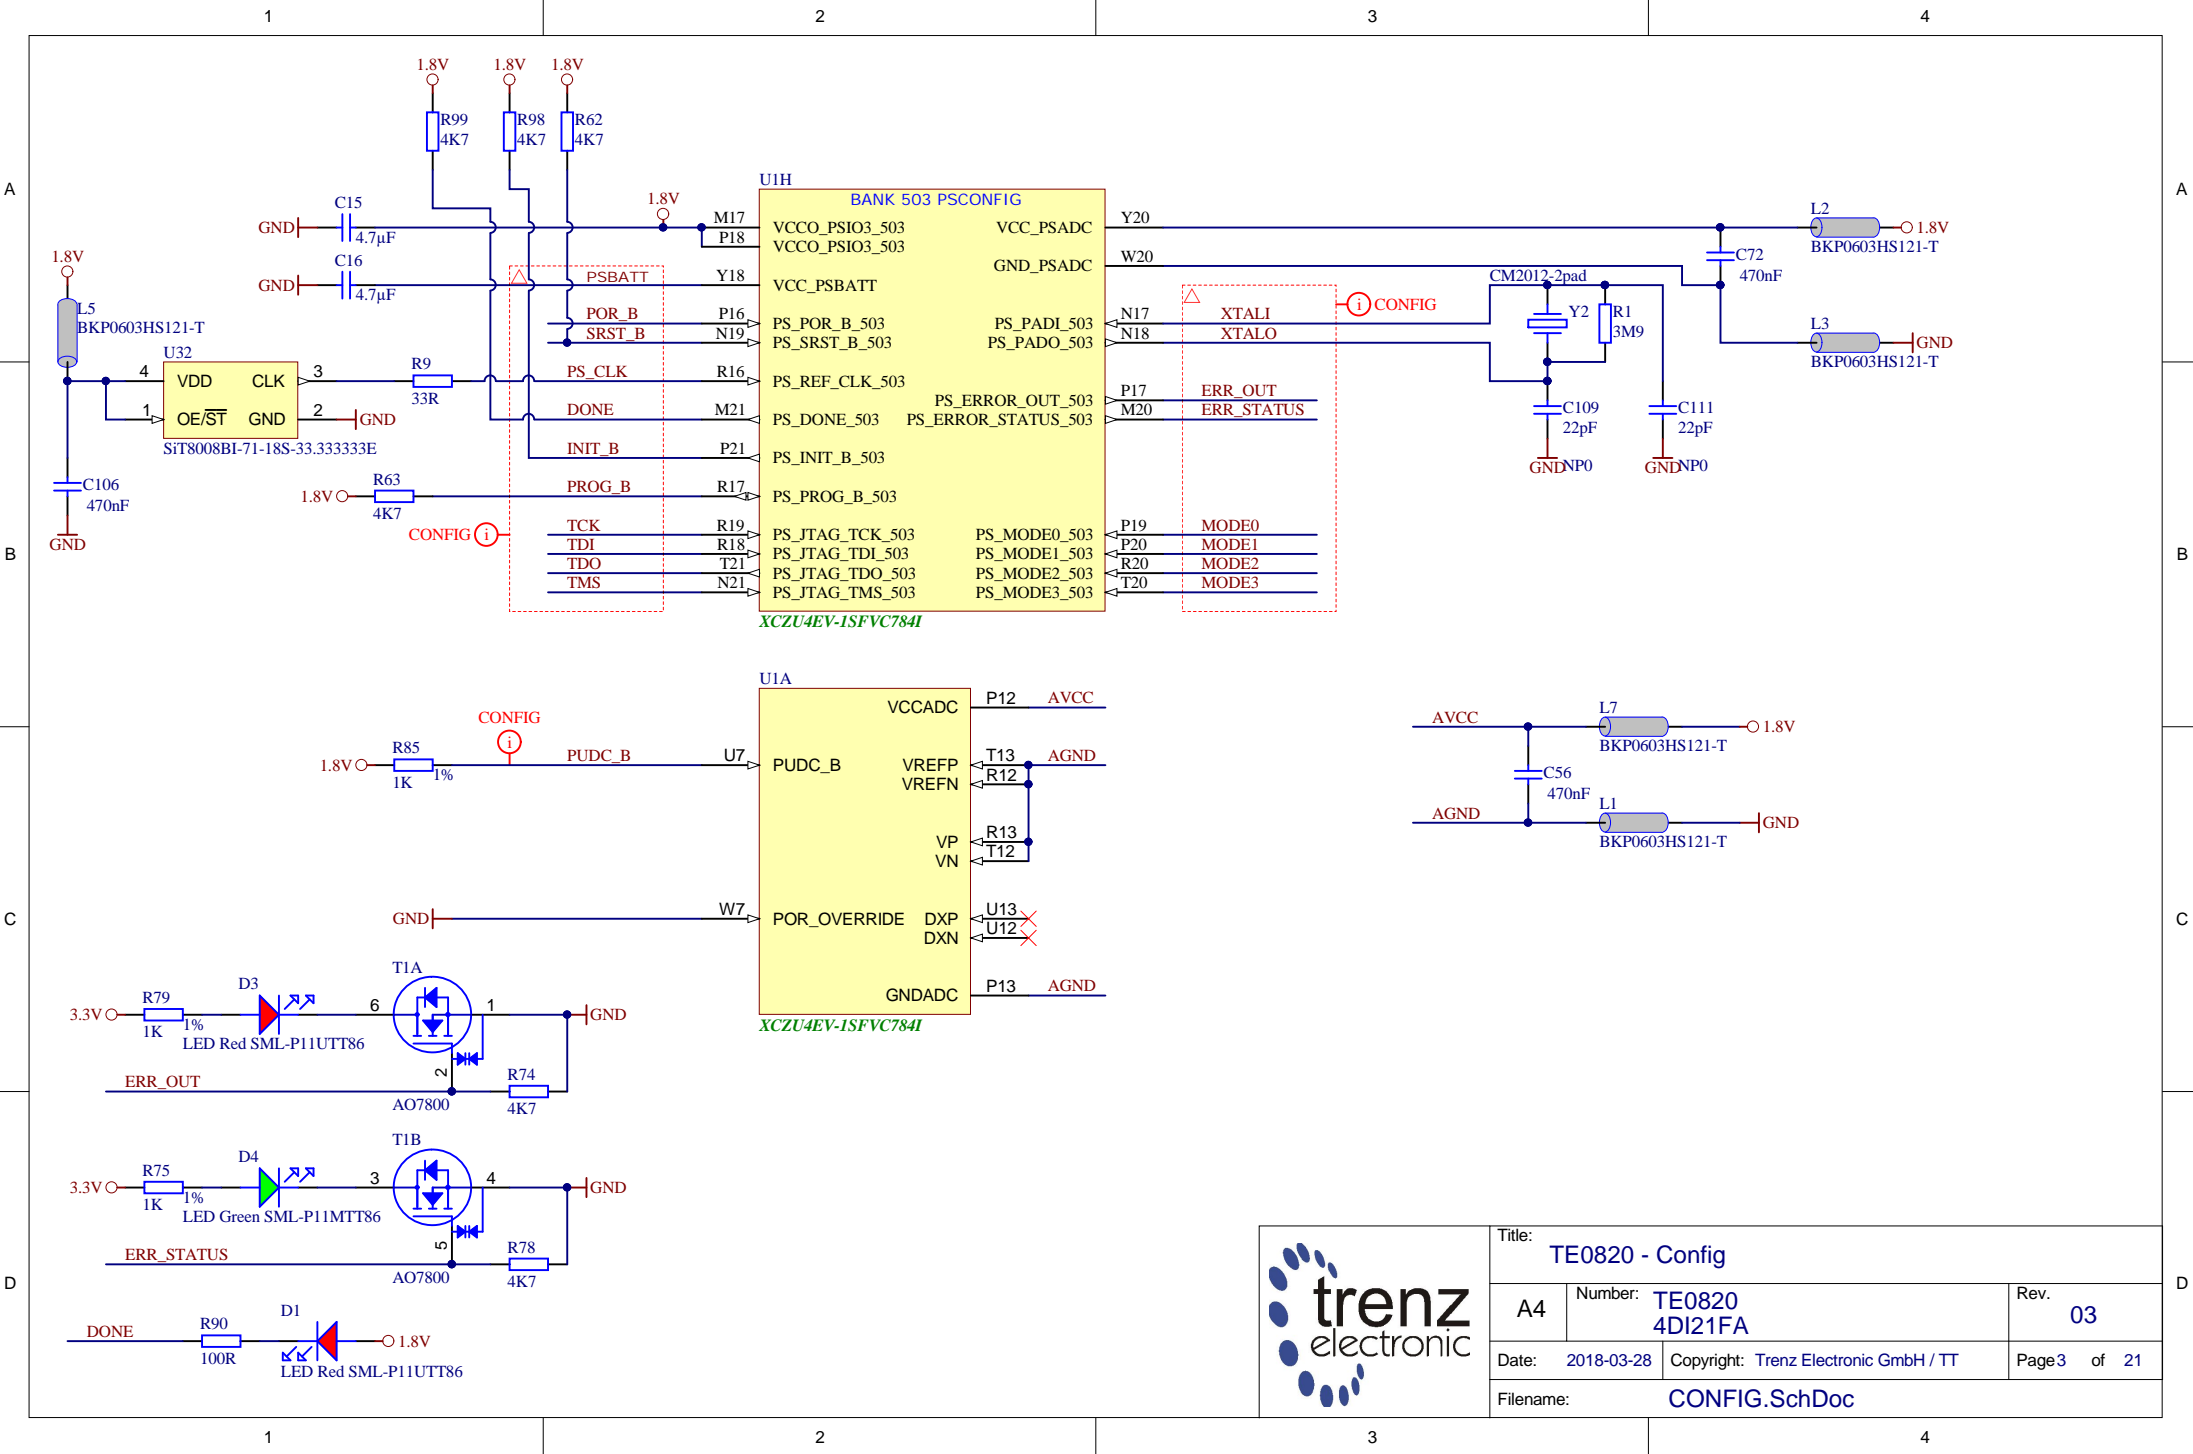 1 2 3 4
A A
B B
C C
D D
1.8V 1.8V 1.8V
R99 R98 R62
4K7 4K7 4K7
U1H
BANK 503 PSCONFIG
C15
GND
4.7µF
1.8V
M17 VCCO_PSIO3_503
P18 VCCO_PSIO3_503
C16
GND
4.7µF
PSBATT Y18 VCC_PSBATT
POR_B P16 PS_POR_B_503
SRST_B N19 PS_SRST_B_503
PS_CLK R16 PS_REF_CLK_503
DONE M21 PS_DONE_503
INIT_B P21 PS_INIT_B_503
PROG_B R17 PS_PROG_B_503
TCK R19 PS_JTAG_TCK_503
TDI R18 PS_JTAG_TDI_503
TDO T21 PS_JTAG_TDO_503
TMS N21 PS_JTAG_TMS_503
VCC_PSADC Y20
GND_PSADC W20
PS_PADI_503 N17 XTALI
PS_PADO_503 N18 XTALO
PS_ERROR_OUT_503 P17 ERR_OUT
PS_ERROR_STATUS_503 M20 ERR_STATUS
PS_MODE0_503 P19 MODE0
PS_MODE1_503 P20 MODE1
PS_MODE2_503 R20 MODE2
PS_MODE3_503 T20 MODE3
XCZU4EV-1SFVC784I
1.8V
L5
BKP0603HS121-T
U32
4 VDD CLK 3
1 OE/ST GND 2 GND
SiT8008BI-71-18S-33.333333E
R9
33R
C106
470nF
GND
1.8V R63
4K7
CONFIG i
i CONFIG
CM2012-2pad
Y2
R1
3M9
C109
22pF
GND NP0
C111
22pF
GND NP0
L2
1.8V
BKP0603HS121-T
C72
470nF
L3
GND
BKP0603HS121-T
U1A
VCCADC P12 AVCC
CONFIG
i
1.8V R85
1K 1%
PUDC_B U7 PUDC_B
VREFP T13 AGND
VREFN R12
VP R13
VN T12
GND W7 POR_OVERRIDE
DXP U13
DXN U12
GNDADC P13 AGND
XCZU4EV-1SFVC784I
AVCC L7 1.8V
BKP0603HS121-T
C56
470nF
AGND L1 GND
BKP0603HS121-T
T1A
D3
3.3V R79 6 1 GND
1K 1%
LED Red SML-P11UTT86
2
ERR_OUT R74
AO7800 4K7
T1B
D4
3.3V R75 3 4 GND
1K 1%
LED Green SML-P11MTT86
5
ERR_STATUS R78
AO7800 4K7
D1
DONE R90 1.8V
100R
LED Red SML-P11UTT86
trenz
electronic
Title:
TE0820 - Config
A4 Number: TE0820
4DI21FA
Rev.
03
Date: 2018-03-28 Copyright: Trenz Electronic GmbH / TT Page 3 of 21
Filename: CONFIG.SchDoc
1 2 3 4